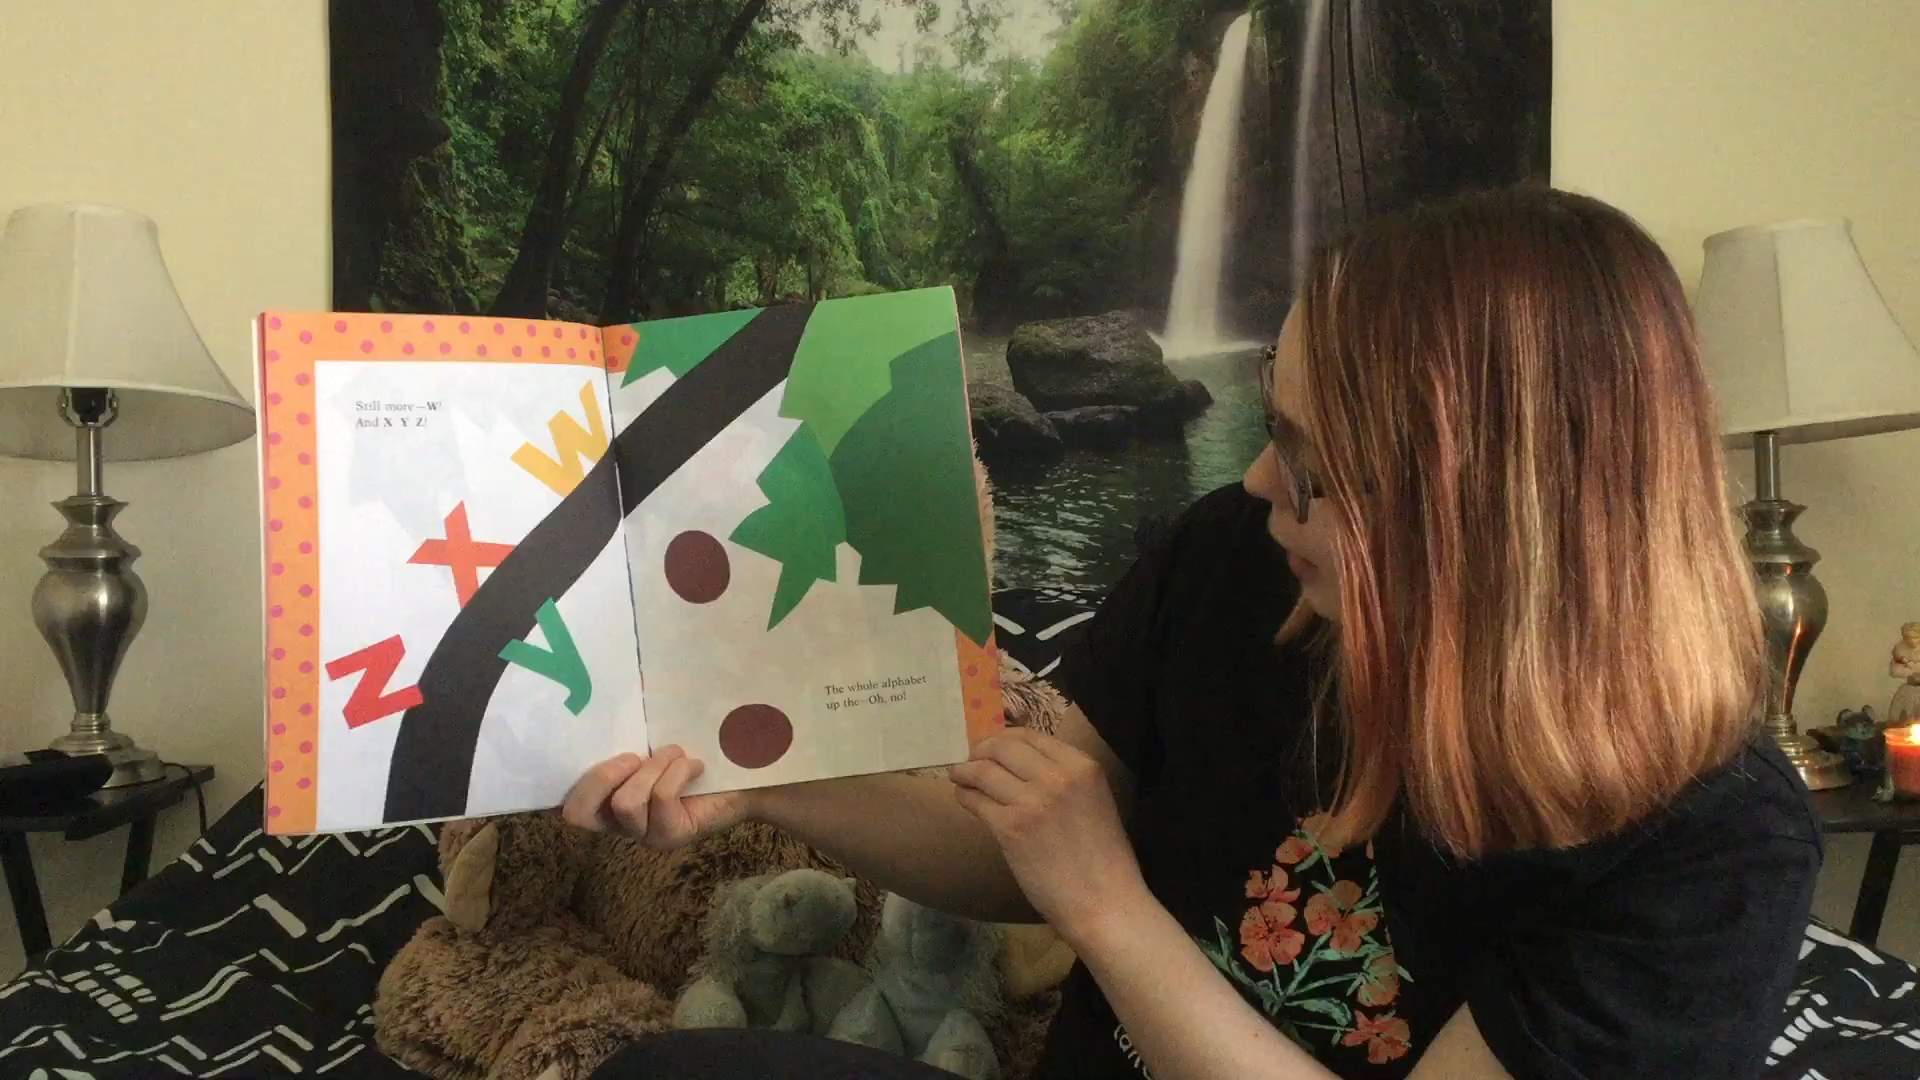 Still more—W!
And X Y Z!
w
x
y
z
The whole alphabet
up the—Oh, no!